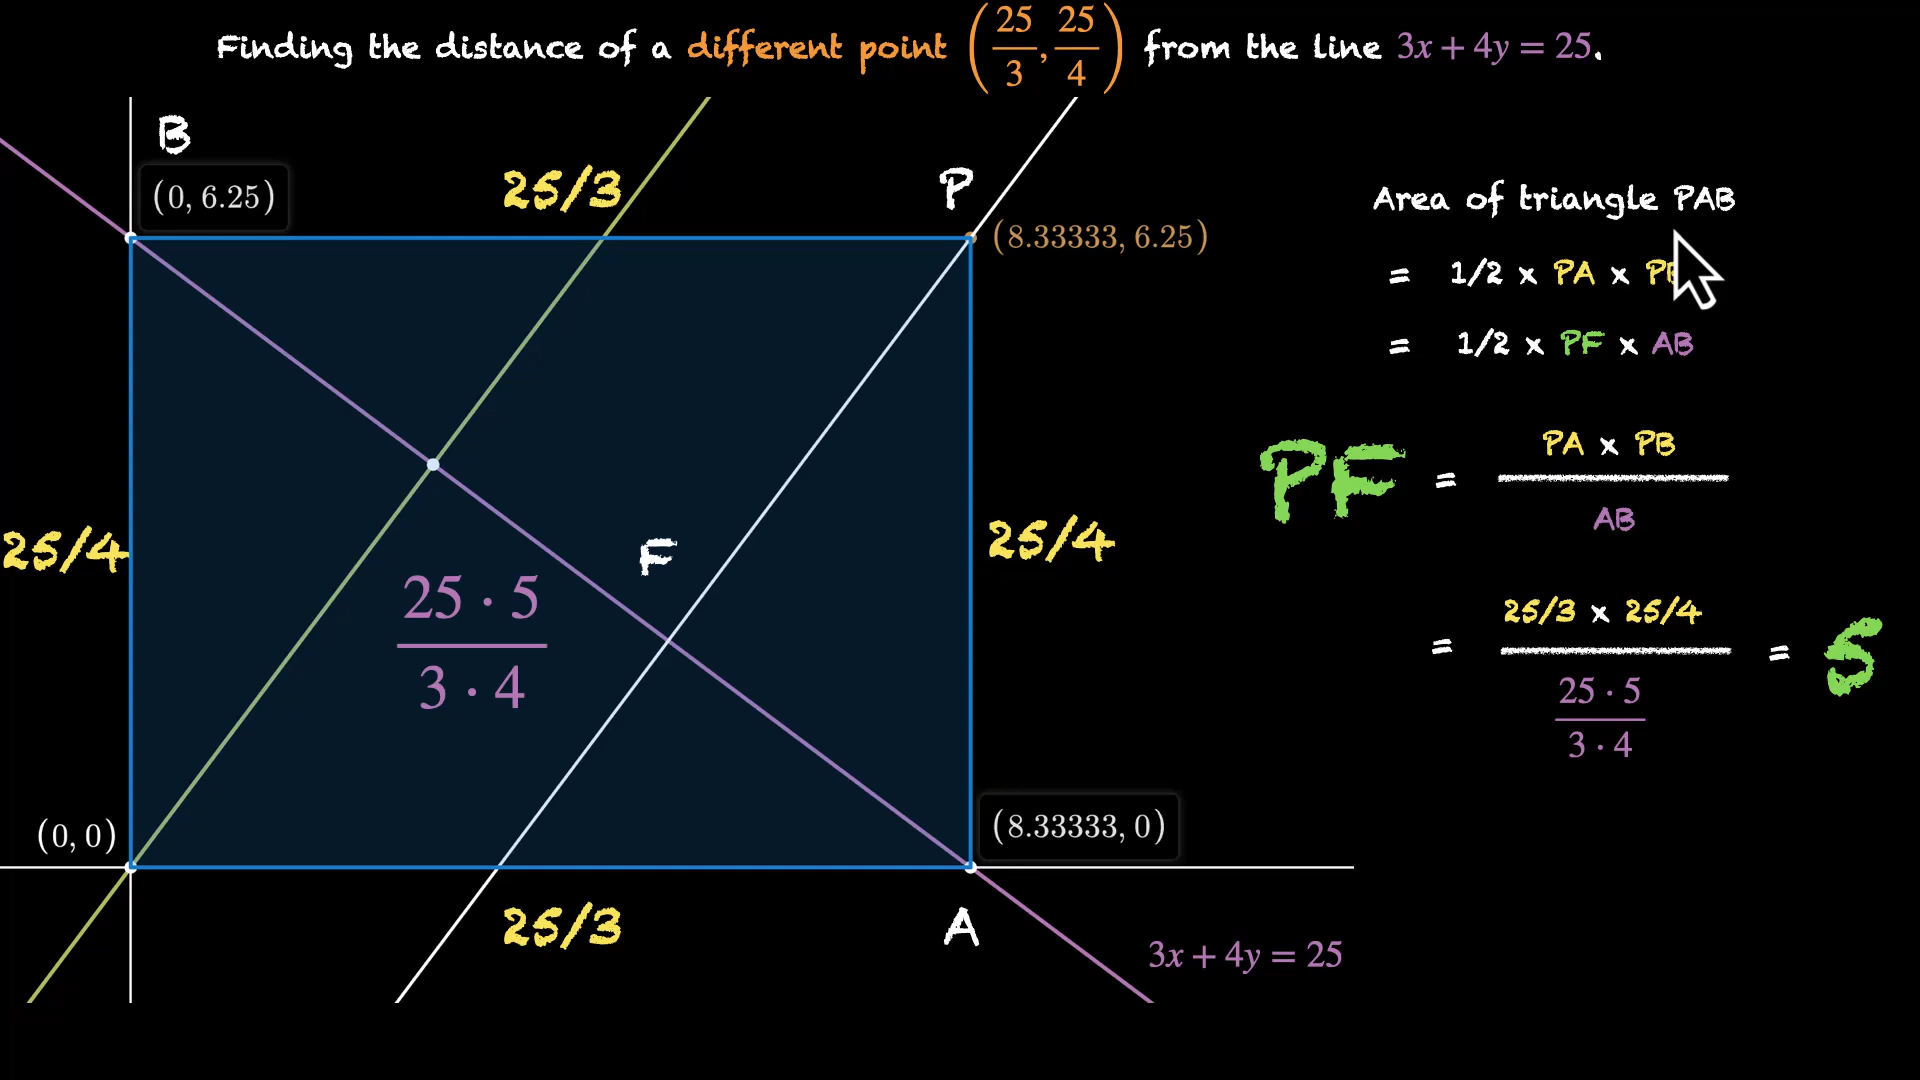 Finding the distance of a different point (25/3, 25/4) from the line 3x + 4y = 25.
B
(0, 6.25)
25/3
P
(8.33333, 6.25)
Area of triangle PAB
= 1/2 x PA x
= 1/2 x PF x AB
PF = PA x PB / AB
25/4
F
25/4
25 · 5
3 · 4
= 25/3 x 25/4 / (25 · 5 / 3 · 4) = 5
(0, 0)
(8.33333, 0)
25/3
A
3x + 4y = 25